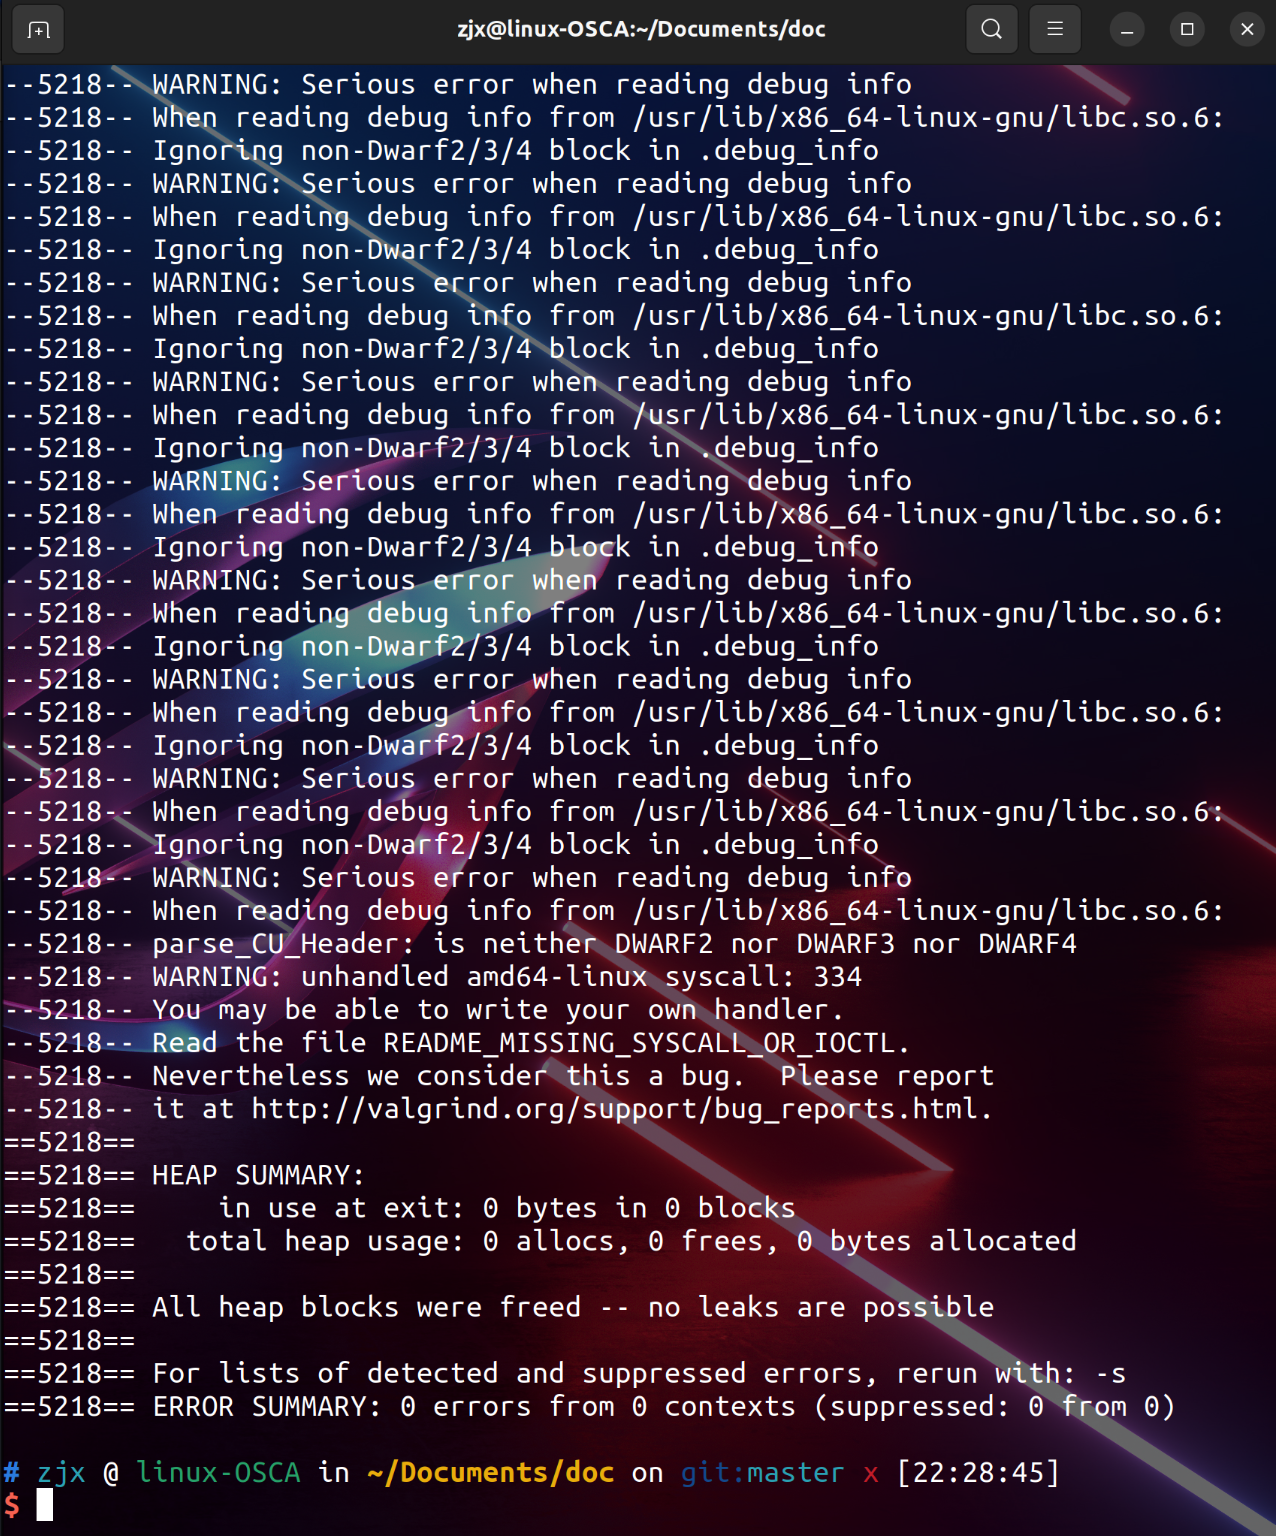 zjx@linux-OSCA:~/Documents/doc
--5218-- WARNING: Serious error when reading debug info
--5218-- When reading debug info from /usr/lib/x86_64-linux-gnu/libc.so.6:
--5218-- Ignoring non-Dwarf2/3/4 block in .debug_info
--5218-- WARNING: Serious error when reading debug info
--5218-- When reading debug info from /usr/lib/x86_64-linux-gnu/libc.so.6:
--5218-- Ignoring non-Dwarf2/3/4 block in .debug_info
--5218-- WARNING: Serious error when reading debug info
--5218-- When reading debug info from /usr/lib/x86_64-linux-gnu/libc.so.6:
--5218-- Ignoring non-Dwarf2/3/4 block in .debug_info
--5218-- WARNING: Serious error when reading debug info
--5218-- When reading debug info from /usr/lib/x86_64-linux-gnu/libc.so.6:
--5218-- Ignoring non-Dwarf2/3/4 block in .debug_info
--5218-- WARNING: Serious error when reading debug info
--5218-- When reading debug info from /usr/lib/x86_64-linux-gnu/libc.so.6:
--5218-- Ignoring non-Dwarf2/3/4 block in .debug_info
--5218-- WARNING: Serious error when reading debug info
--5218-- When reading debug info from /usr/lib/x86_64-linux-gnu/libc.so.6:
--5218-- Ignoring non-Dwarf2/3/4 block in .debug_info
--5218-- WARNING: Serious error when reading debug info
--5218-- When reading debug info from /usr/lib/x86_64-linux-gnu/libc.so.6:
--5218-- Ignoring non-Dwarf2/3/4 block in .debug_info
--5218-- WARNING: Serious error when reading debug info
--5218-- When reading debug info from /usr/lib/x86_64-linux-gnu/libc.so.6:
--5218-- Ignoring non-Dwarf2/3/4 block in .debug_info
--5218-- WARNING: Serious error when reading debug info
--5218-- When reading debug info from /usr/lib/x86_64-linux-gnu/libc.so.6:
--5218-- parse_CU_Header: is neither DWARF2 nor DWARF3 nor DWARF4
--5218-- WARNING: unhandled amd64-linux syscall: 334
--5218-- You may be able to write your own handler.
--5218-- Read the file README_MISSING_SYSCALL_OR_IOCTL.
--5218-- Nevertheless we consider this a bug.  Please report
--5218-- it at http://valgrind.org/support/bug_reports.html.
==5218==
==5218== HEAP SUMMARY:
==5218==     in use at exit: 0 bytes in 0 blocks
==5218==   total heap usage: 0 allocs, 0 frees, 0 bytes allocated
==5218==
==5218== All heap blocks were freed -- no leaks are possible
==5218==
==5218== For lists of detected and suppressed errors, rerun with: -s
==5218== ERROR SUMMARY: 0 errors from 0 contexts (suppressed: 0 from 0)
# zjx @ linux-OSCA in ~/Documents/doc on git:master x [22:28:45]
$